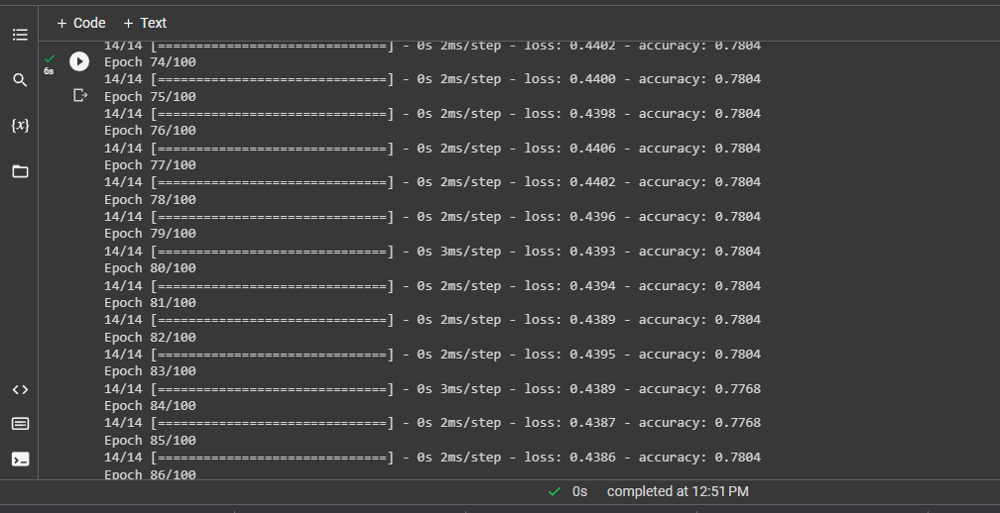 + Code + Text
14/14 [==============================] - 0s 2ms/step - loss: 0.4402 - accuracy: 0.7804
6s
Epoch 74/100
14/14 [==============================] - 0s 2ms/step - loss: 0.4400 - accuracy: 0.7804
Epoch 75/100
14/14 [==============================] - 0s 2ms/step - loss: 0.4398 - accuracy: 0.7804
Epoch 76/100
{x}
14/14 [==============================] - 0s 2ms/step - loss: 0.4406 - accuracy: 0.7804
Epoch 77/100
14/14 [==============================] - 0s 2ms/step - loss: 0.4402 - accuracy: 0.7804
Epoch 78/100
14/14 [==============================] - 0s 2ms/step - loss: 0.4396 - accuracy: 0.7804
Epoch 79/100
14/14 [==============================] - 0s 3ms/step - loss: 0.4393 - accuracy: 0.7804
Epoch 80/100
14/14 [==============================] - 0s 2ms/step - loss: 0.4394 - accuracy: 0.7804
Epoch 81/100
14/14 [==============================] - 0s 2ms/step - loss: 0.4389 - accuracy: 0.7804
Epoch 82/100
14/14 [==============================] - 0s 2ms/step - loss: 0.4395 - accuracy: 0.7804
Epoch 83/100
14/14 [==============================] - 0s 3ms/step - loss: 0.4389 - accuracy: 0.7768
Epoch 84/100
14/14 [==============================] - 0s 2ms/step - loss: 0.4387 - accuracy: 0.7768
Epoch 85/100
14/14 [==============================] - 0s 2ms/step - loss: 0.4386 - accuracy: 0.7804
Epoch 86/100
0s completed at 12:51 PM